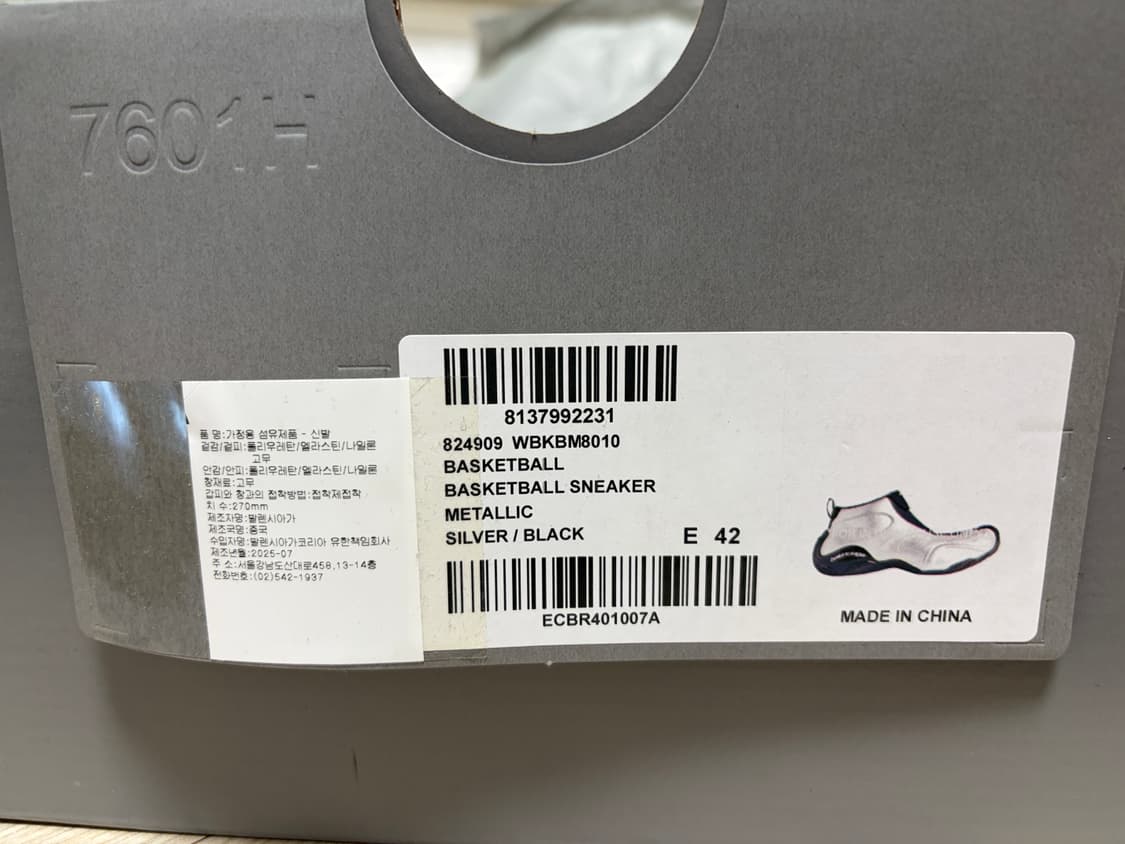 7601H
품 명:가정용 섬유제품 - 신발
겉감/겉피:폴리우레탄/엘라스틴/나일론
고무
안감/안피:폴리우레탄/엘라스틴/나일론
창재료:고무
갑피와 창과의 접착방법:접착제접착
치 수:270mm
제조자명:발렌시아가
제조국명:중국
수입자명:발렌시아가코리아 유한책임회사
제조년월:2025-07
주 소:서울강남도산대로458,13-14층
전화번호:(02)542-1937
8137992231
824909 WBKBM8010
BASKETBALL
BASKETBALL SNEAKER
METALLIC
SILVER / BLACK E 42
ECBR401007A
MADE IN CHINA